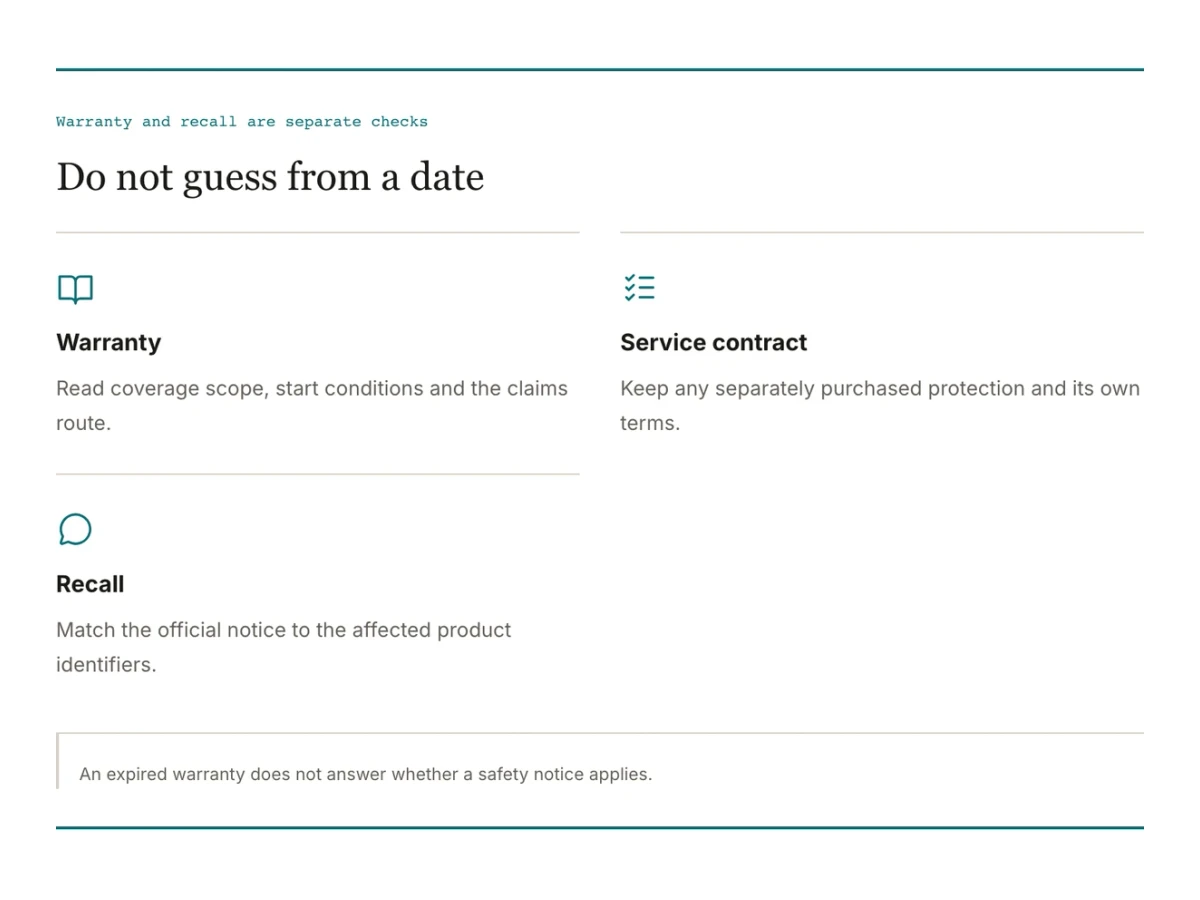 Warranty and recall are separate checks
Do not guess from a date
Warranty
Read coverage scope, start conditions and the claims
route.
Service contract
Keep any separately purchased protection and its own
terms.
Recall
Match the official notice to the affected product
identifiers.
An expired warranty does not answer whether a safety notice applies.